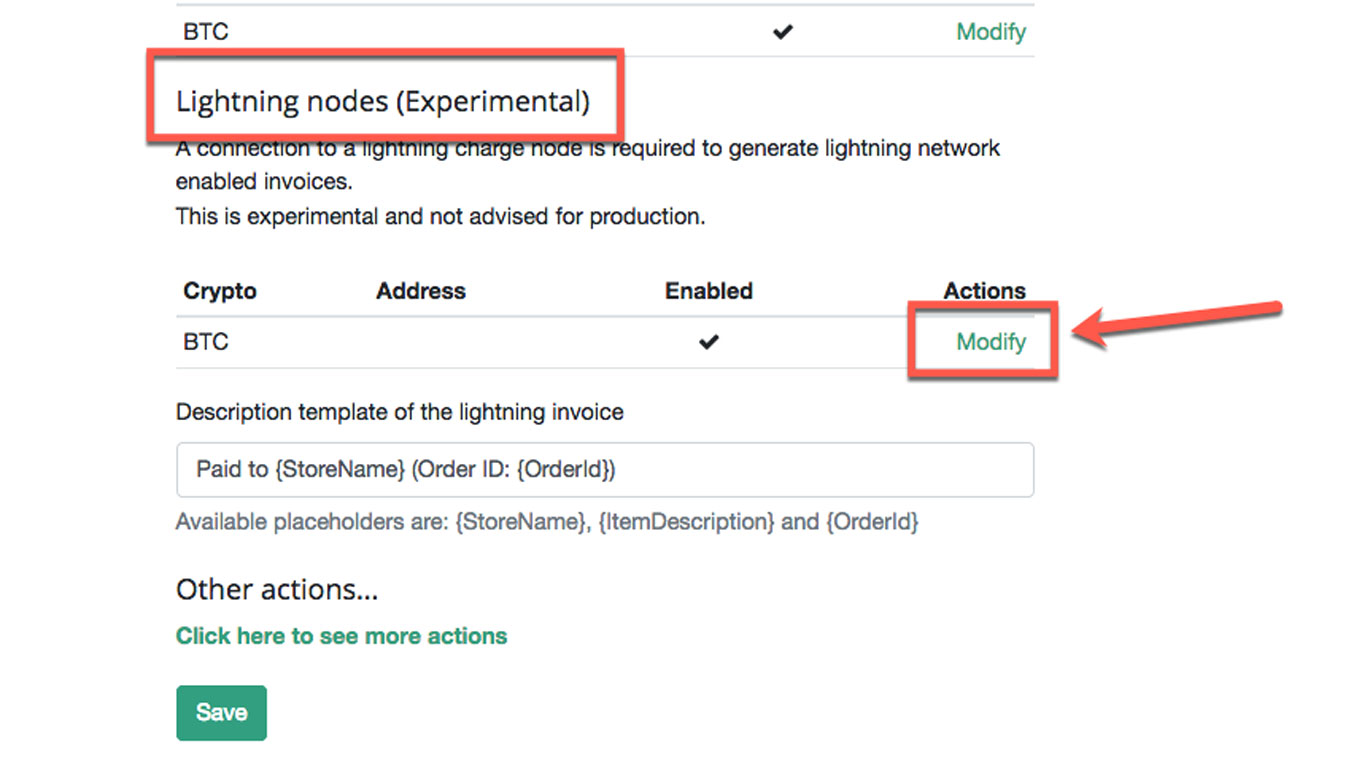 BTC Modify
Lightning nodes (Experimental)
A connection to a lightning charge node is required to generate lightning network
enabled invoices.
This is experimental and not advised for production.
Crypto Address Enabled Actions
BTC Modify
Description template of the lightning invoice
Paid to {StoreName} (Order ID: {OrderId})
Available placeholders are: {StoreName}, {ItemDescription} and {OrderId}
Other actions...
Click here to see more actions
Save